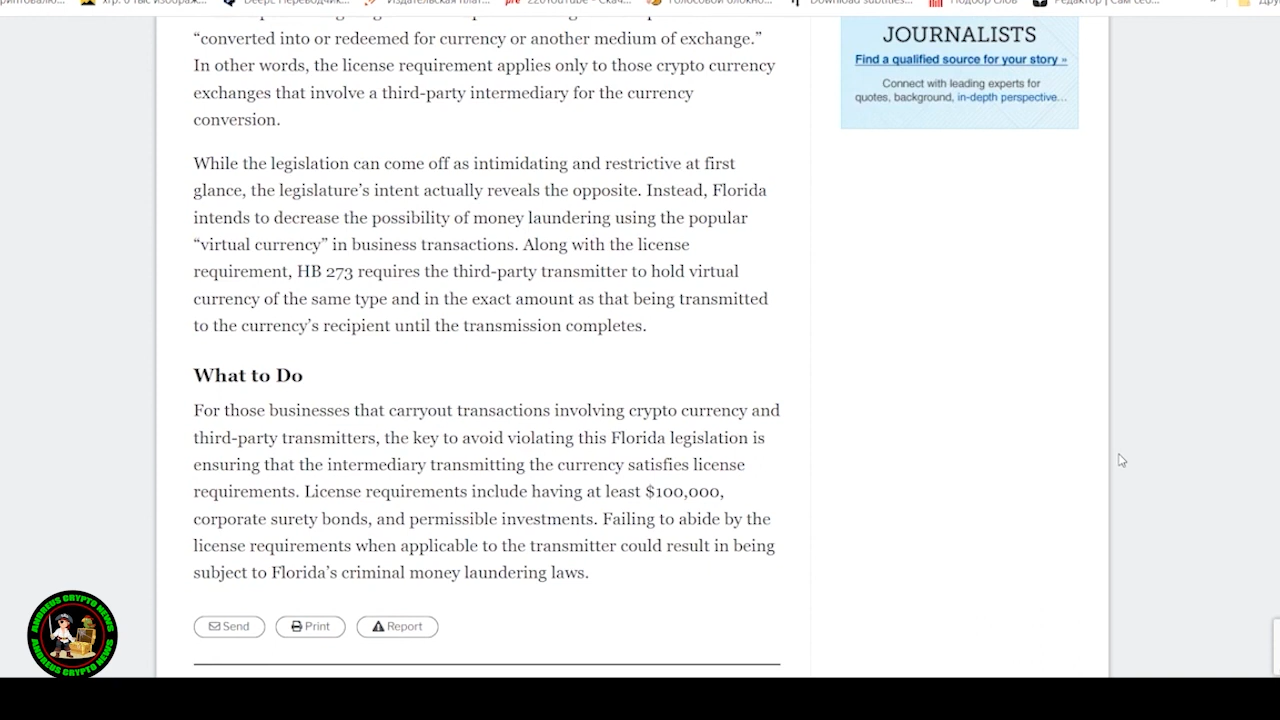 "converted into or redeemed for currency or another medium of exchange."
In other words, the license requirement applies only to those crypto currency
exchanges that involve a third-party intermediary for the currency
conversion.
While the legislation can come off as intimidating and restrictive at first
glance, the legislature's intent actually reveals the opposite. Instead, Florida
intends to decrease the possibility of money laundering using the popular
"virtual currency" in business transactions. Along with the license
requirement, HB 273 requires the third-party transmitter to hold virtual
currency of the same type and in the exact amount as that being transmitted
to the currency's recipient until the transmission completes.
What to Do
For those businesses that carryout transactions involving crypto currency and
third-party transmitters, the key to avoid violating this Florida legislation is
ensuring that the intermediary transmitting the currency satisfies license
requirements. License requirements include having at least $100,000,
corporate surety bonds, and permissible investments. Failing to abide by the
license requirements when applicable to the transmitter could result in being
subject to Florida's criminal money laundering laws.
Send Print Report
JOURNALISTS
Find a qualified source for your story »
Connect with leading experts for
quotes, background, in-depth perspective...
ANDREUS CRYPTO NEWS
ANDREUS CRYPTO NEWS